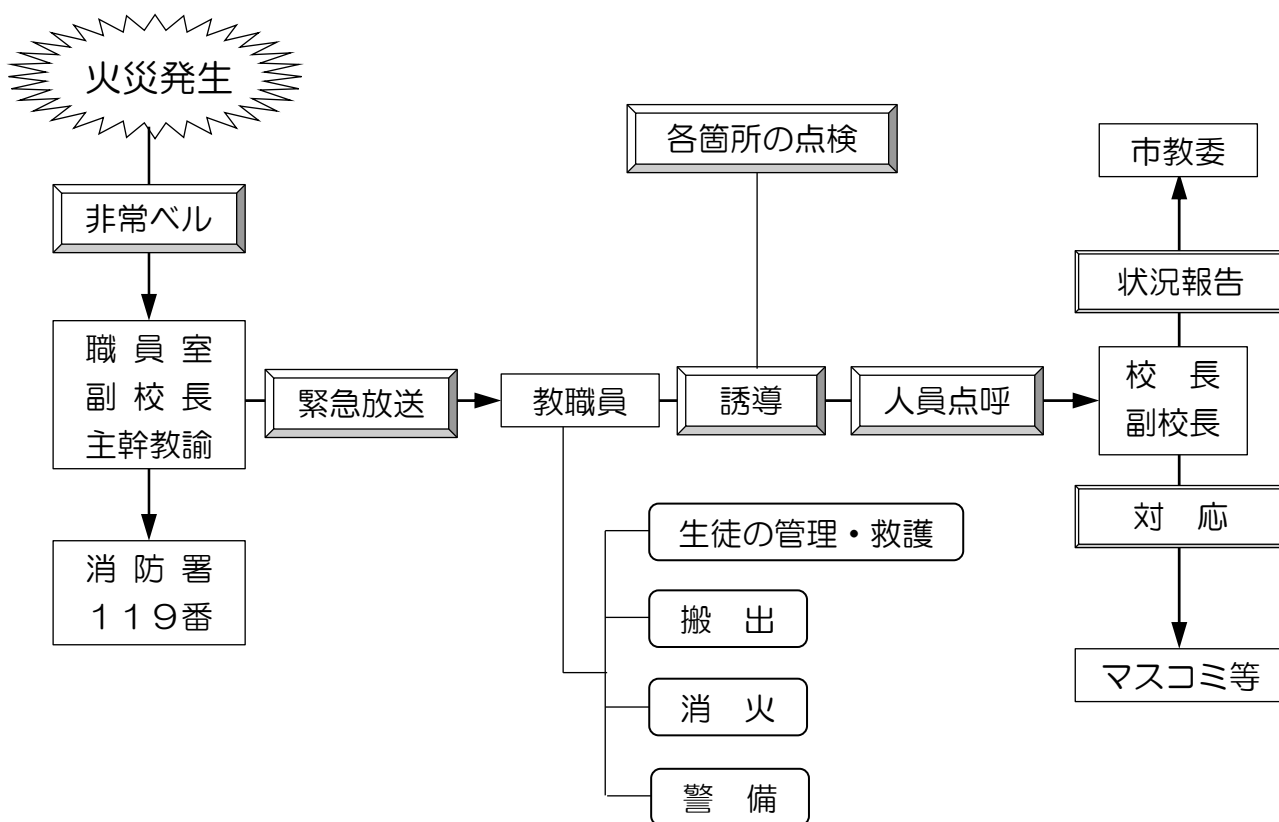 火災発生
各箇所の点検
市教委
非常ベル
状況報告
職員室
副校長
主幹教諭
緊急放送
教職員
誘導
人員点呼
校長
副校長
生徒の管理・救護
対応
消防署
１１９番
搬出
マスコミ等
消火
警備